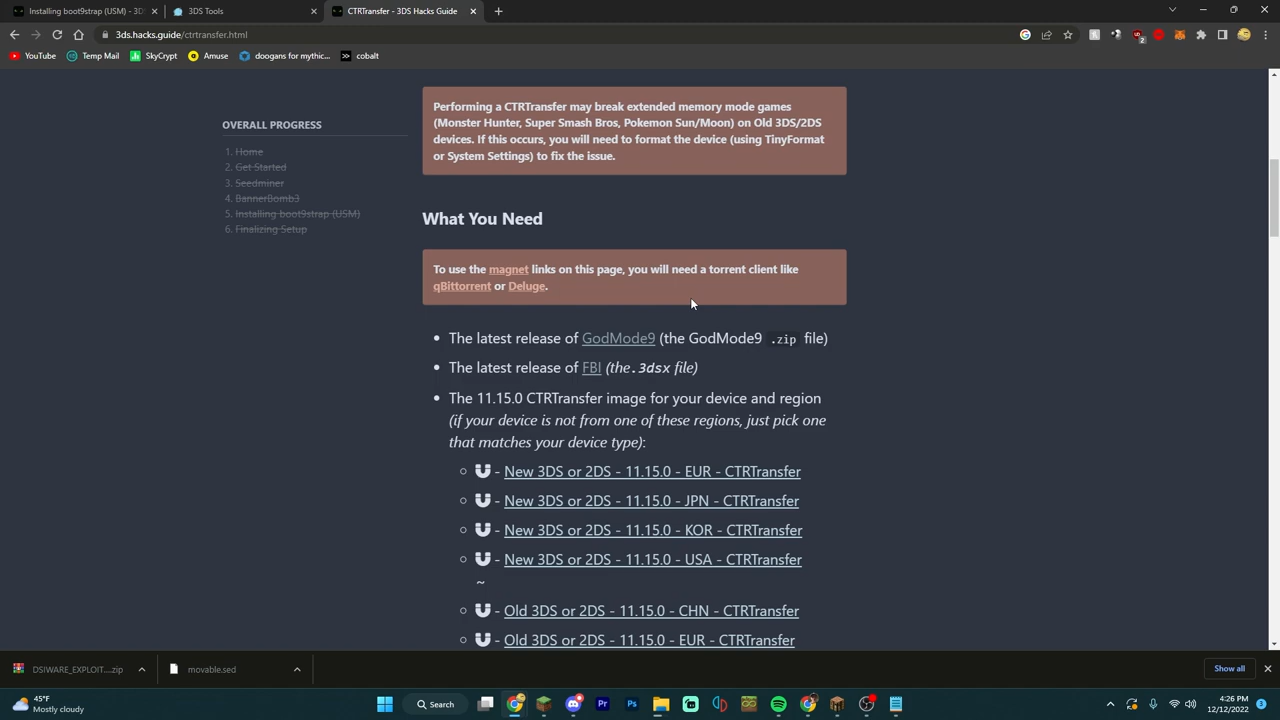 Installing boot9strap (USM) - 3D
3DS Tools
CTRTransfer - 3DS Hacks Guide
3ds.hacks.guide/ctrtransfer.html
YouTube
Temp Mail
SkyCrypt
Amuse
doogans for mythic...
cobalt
OVERALL PROGRESS
1. Home
2. Get Started
3. Seedminer
4. BannerBomb3
5. Installing boot9strap (USM)
6. Finalizing Setup
Performing a CTRTransfer may break extended memory mode games
(Monster Hunter, Super Smash Bros, Pokemon Sun/Moon) on Old 3DS/2DS
devices. If this occurs, you will need to format the device (using TinyFormat
or System Settings) to fix the issue.
What You Need
To use the magnet links on this page, you will need a torrent client like
qBittorrent or Deluge.
• The latest release of GodMode9 (the GodMode9 .zip file)
• The latest release of FBI (the .3dsx file)
• The 11.15.0 CTRTransfer image for your device and region
(if your device is not from one of these regions, just pick one
that matches your device type):
- New 3DS or 2DS - 11.15.0 - EUR - CTRTransfer
- New 3DS or 2DS - 11.15.0 - JPN - CTRTransfer
- New 3DS or 2DS - 11.15.0 - KOR - CTRTransfer
- New 3DS or 2DS - 11.15.0 - USA - CTRTransfer
~
- Old 3DS or 2DS - 11.15.0 - CHN - CTRTransfer
- Old 3DS or 2DS - 11.15.0 - EUR - CTRTransfer
DSIWARE_EXPLOIT....zip
movable.sed
Show all
45°F
Mostly cloudy
Search
4:26 PM
12/12/2022